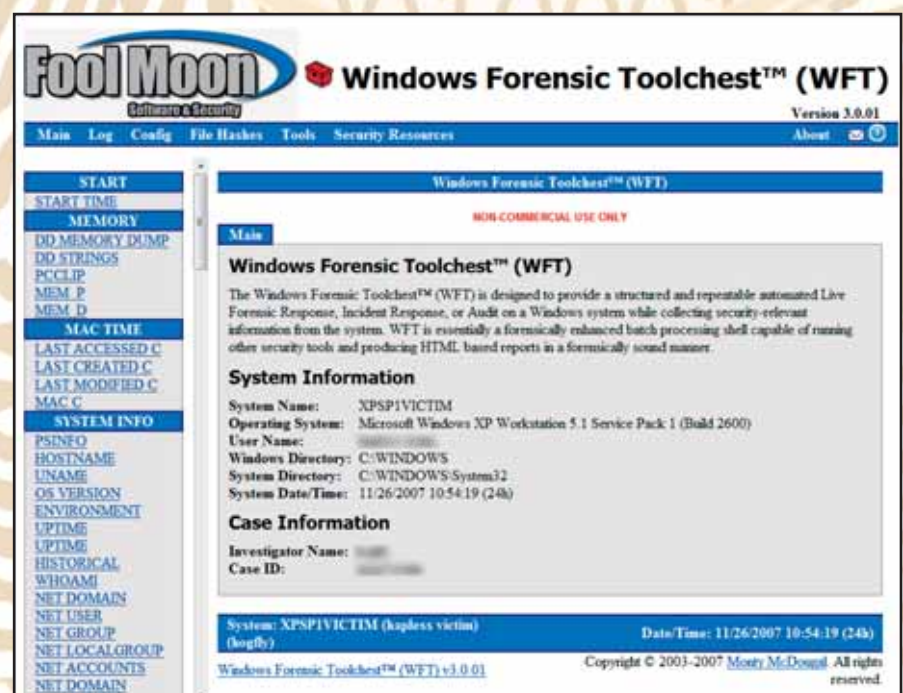 Fool Moon
Software & Security
Windows Forensic Toolchest™ (WFT)
Version 3.0.01
Main Log Config File Hashes Tools Security Resources About
START
START TIME
MEMORY
DD MEMORY DUMP
DD STRINGS
PCCLIP
MEM P
MEM D
MAC TIME
LAST ACCESSED C
LAST CREATED C
LAST MODIFIED C
MAC C
SYSTEM INFO
PSINFO
HOSTNAME
UNAME
OS VERSION
ENVIRONMENT
UPTIME
UPTIME
HISTORICAL
WHOAMI
NET DOMAIN
NET USER
NET GROUP
NET LOCALGROUP
NET ACCOUNTS
NET DOMAIN
Windows Forensic Toolchest™ (WFT)
NON-COMMERCIAL USE ONLY
Main
Windows Forensic Toolchest™ (WFT)
The Windows Forensic Toolchest™ (WFT) is designed to provide a structured and repeatable automated Live
Forensic Response, Incident Response, or Audit on a Windows system while collecting security-relevant
information from the system. WFT is essentially a forensically enhanced batch processing shell capable of running
other security tools and producing HTML based reports in a forensically sound manner.
System Information
System Name: XPSP1VICTIM
Operating System: Microsoft Windows XP Workstation 5.1 Service Pack 1 (Build 2600)
User Name:
Windows Directory: C:\WINDOWS
System Directory: C:\WINDOWS\System32
System Date/Time: 11/26/2007 10:54:19 (24h)
Case Information
Investigator Name:
Case ID:
System: XPSP1VICTIM (hapless victim)
(hogfly)
Date/Time: 11/26/2007 10:54:19 (24h)
Windows Forensic Toolchest™ (WFT) v3.0.01
Copyright © 2003-2007 Monty McDougal. All rights
reserved.